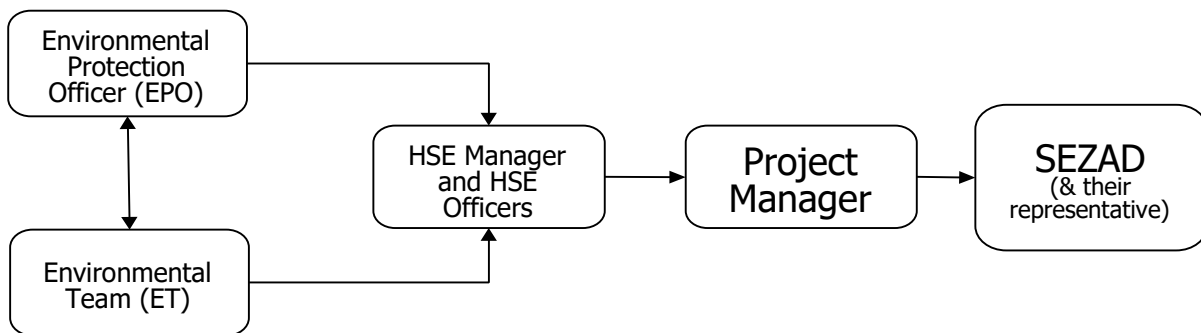 Environmental
Protection
Officer (EPO)
HSE Manager
and HSE
Officers
Project
Manager
SEZAD
(& their
representative)
Environmental
Team (ET)